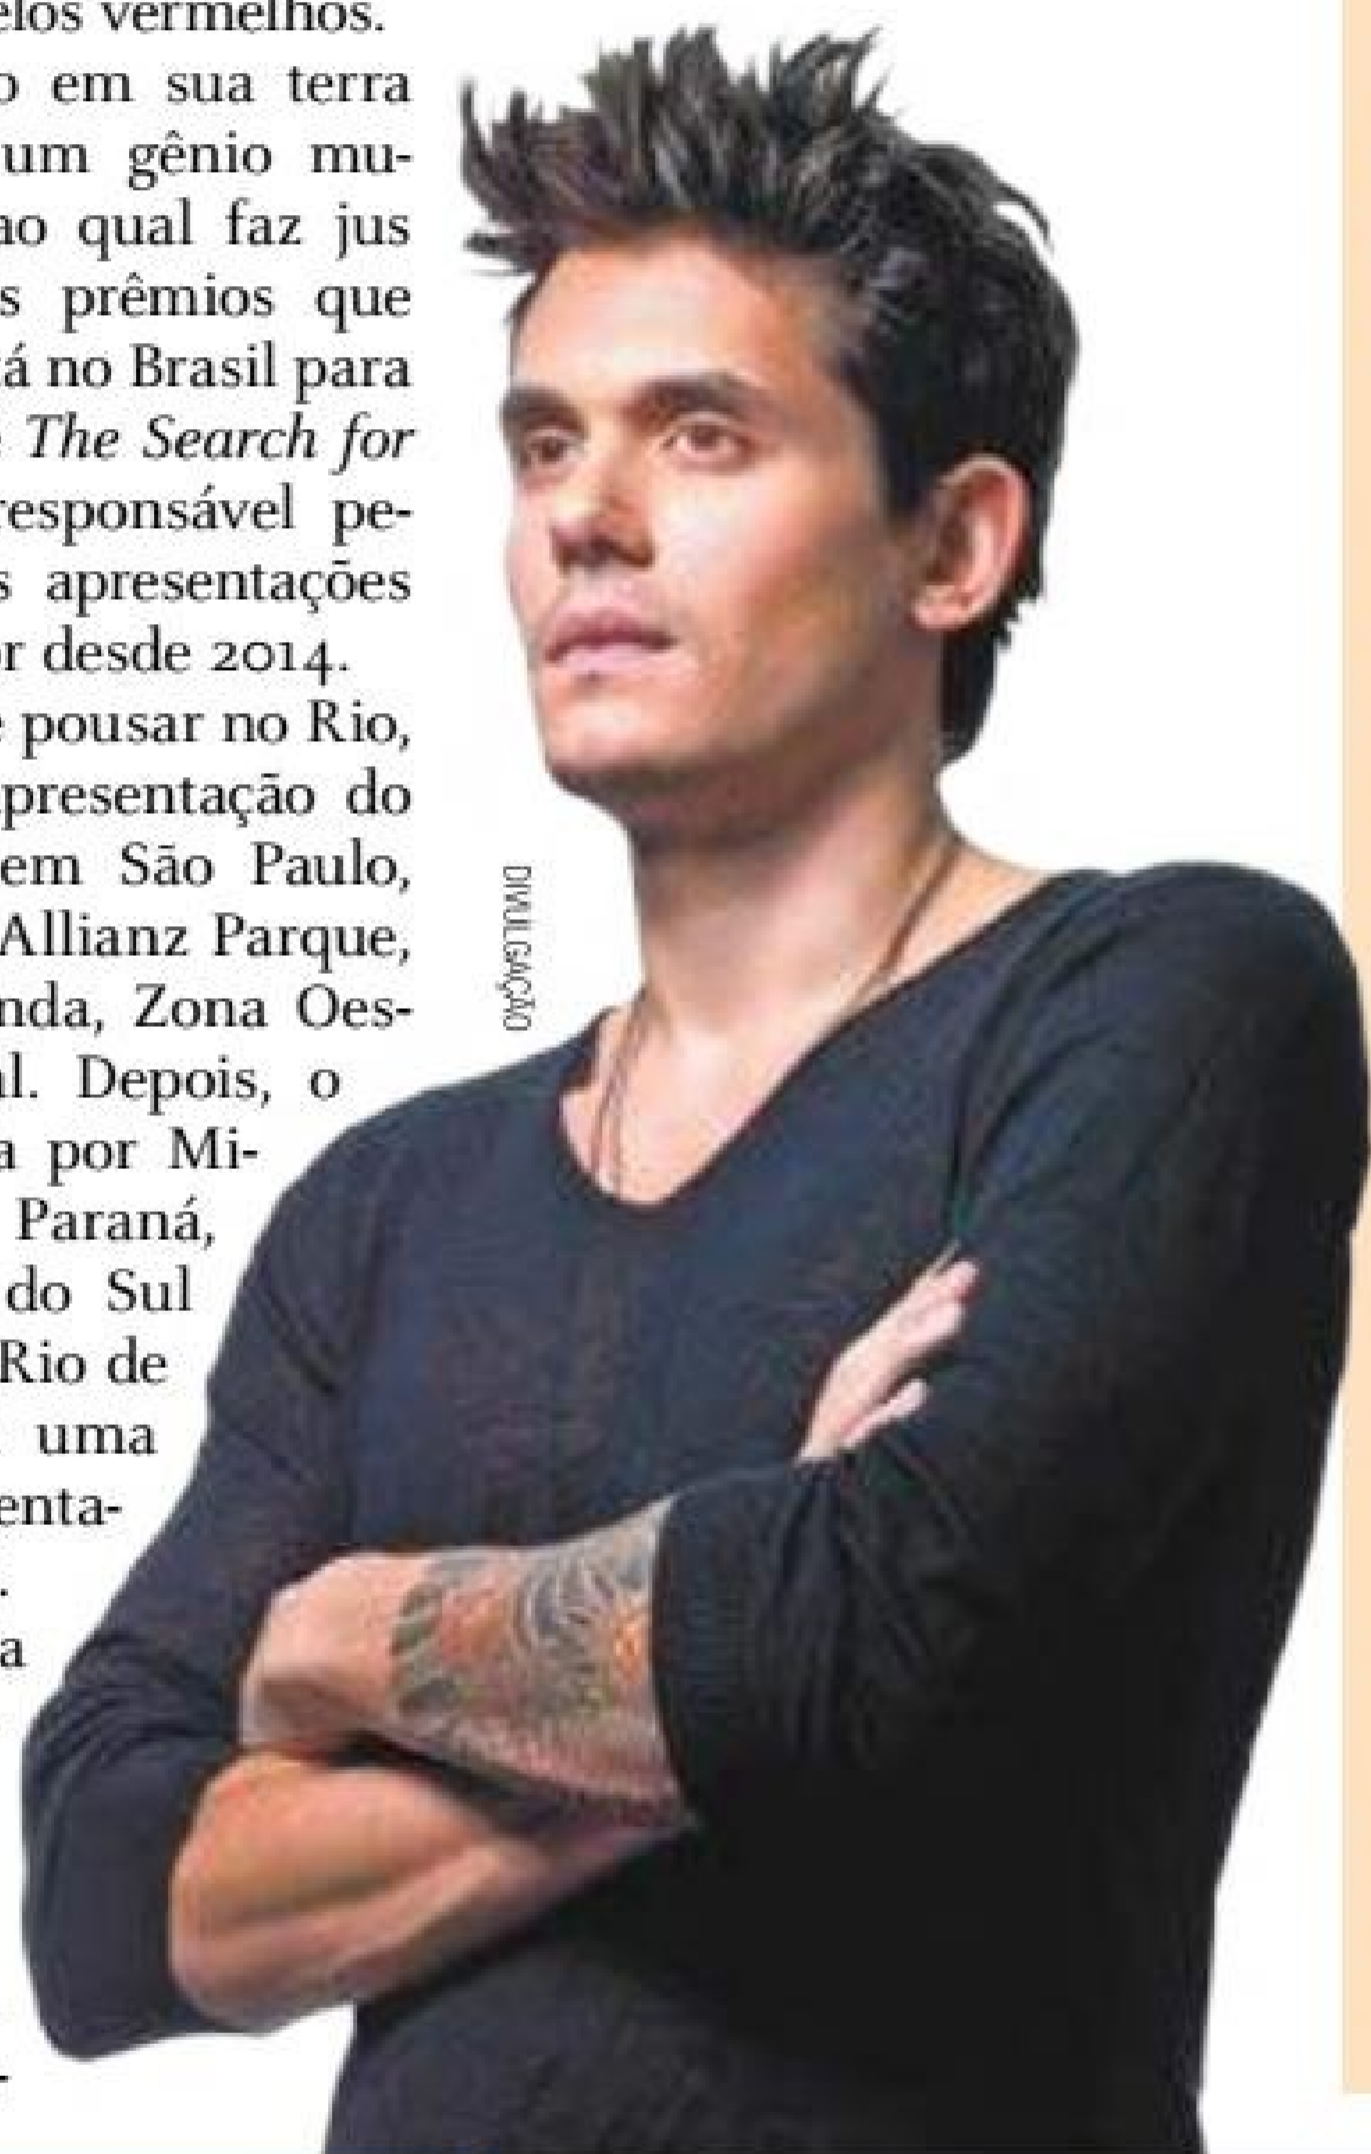 elos vermelhos.
o em sua terra
um gênio mu-
ao qual faz jus
s prêmios que
á no Brasil para
e The Search for
responsável pe-
s apresentações
r desde 2014.
e pousar no Rio,
apresentação do
em São Paulo,
Allianz Parque,
nda, Zona Oes-
al. Depois, o
a por Mi-
Paraná,
do Sul
Rio de
uma
enta-
.
a
-
DIVULGAÇÃO